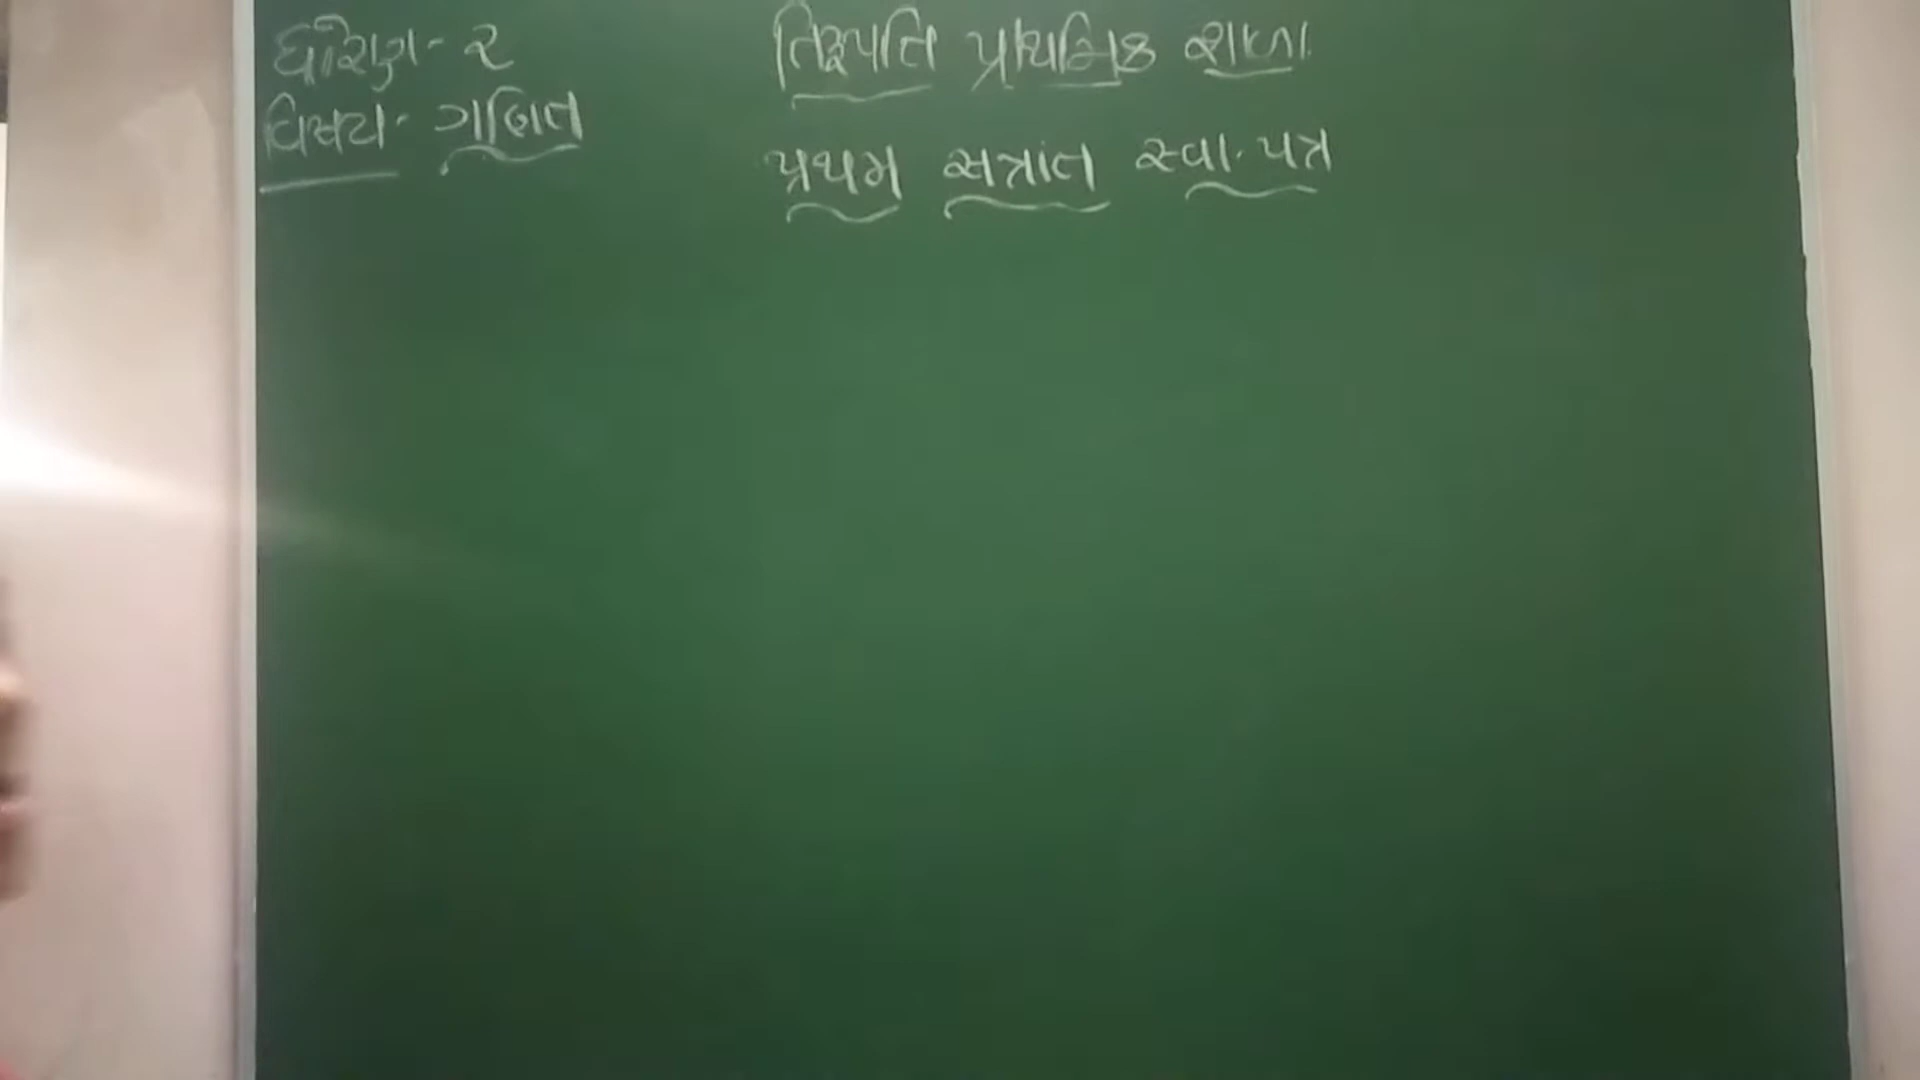 ધોરણ - ૨
વિષય - ગણિત
તિરૂપતિ પ્રાથમિક શાળા
પ્રથમ સત્રાંત સ્વા. પત્ર